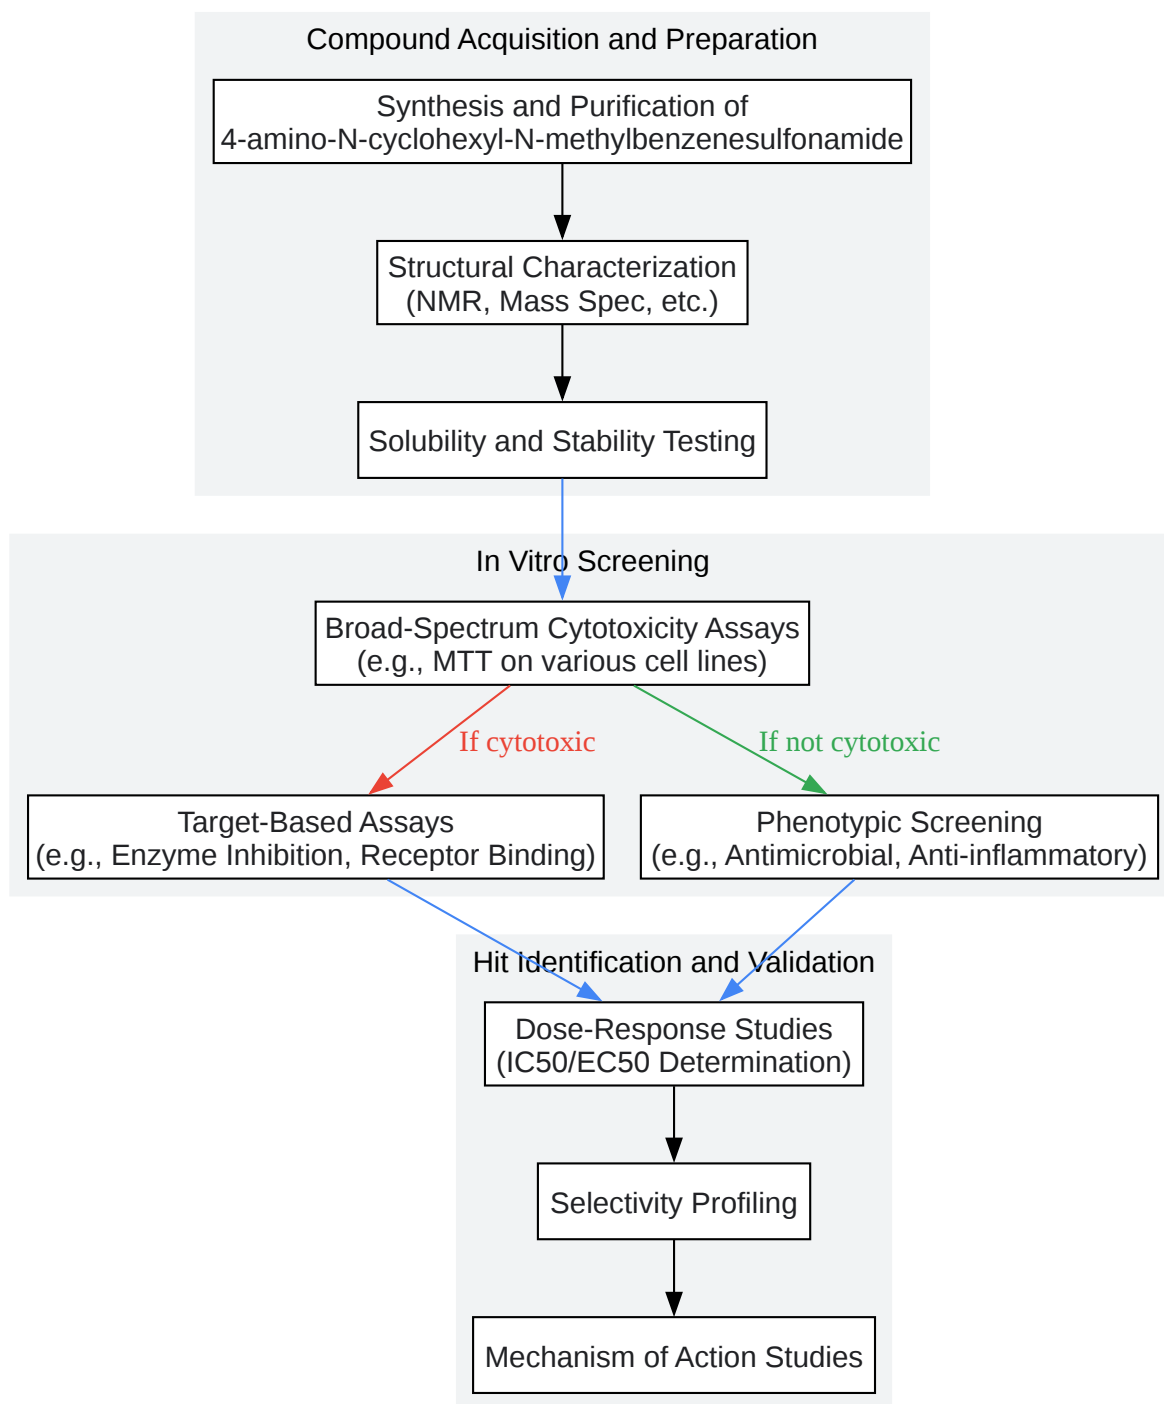 Compound Acquisition and Preparation
Synthesis and Purification of
4-amino-N-cyclohexyl-N-methylbenzenesulfonamide
Structural Characterization
(NMR, Mass Spec, etc.)
Solubility and Stability Testing
In Vitro Screening
Broad-Spectrum Cytotoxicity Assays
(e.g., MTT on various cell lines)
If cytotoxic
If not cytotoxic
Target-Based Assays
(e.g., Enzyme Inhibition, Receptor Binding)
Phenotypic Screening
(e.g., Antimicrobial, Anti-inflammatory)
Hit Identification and Validation
Dose-Response Studies
(IC50/EC50 Determination)
Selectivity Profiling
Mechanism of Action Studies